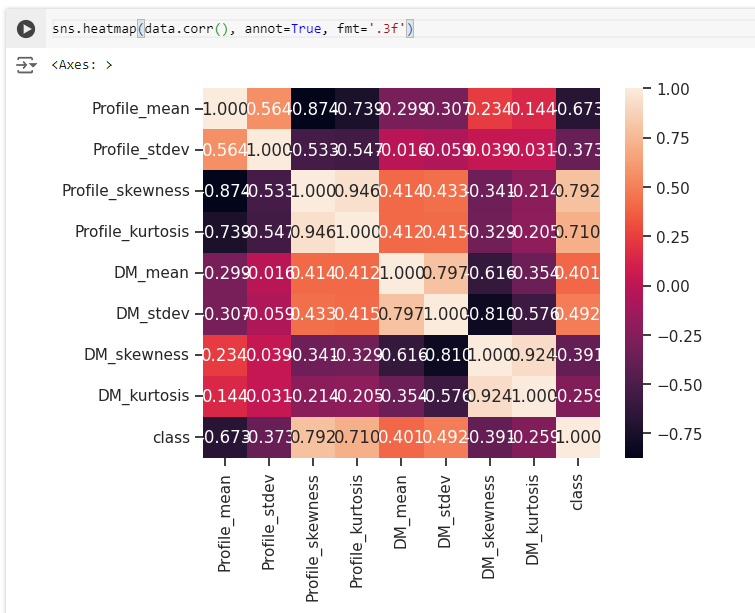 sns.heatmap(data.corr(), annot=True, fmt='.3f')
<Axes: >
Profile_mean 1.000 0.564 -0.874 -0.739 -0.299 -0.307 0.234 0.144 -0.673
Profile_stdev 0.564 1.000 -0.533 -0.547 -0.016 -0.059 0.039 0.031 -0.373
Profile_skewness -0.874 -0.533 1.000 0.946 0.414 0.433 -0.341 -0.214 0.792
Profile_kurtosis -0.739 -0.547 0.946 1.000 0.412 0.415 -0.329 -0.205 0.710
DM_mean -0.299 -0.016 0.414 0.412 1.000 0.797 -0.616 -0.354 0.401
DM_stdev -0.307 -0.059 0.433 0.415 0.797 1.000 -0.810 -0.576 0.492
DM_skewness 0.234 0.039 -0.341 -0.329 -0.616 -0.810 1.000 0.924 -0.391
DM_kurtosis 0.144 0.031 -0.214 -0.205 -0.354 -0.576 0.924 1.000 -0.259
class -0.673 -0.373 0.792 0.710 0.401 0.492 -0.391 -0.259 1.000
Profile_mean
Profile_stdev
Profile_skewness
Profile_kurtosis
DM_mean
DM_stdev
DM_skewness
DM_kurtosis
class
1.00
0.75
0.50
0.25
0.00
−0.25
−0.50
−0.75